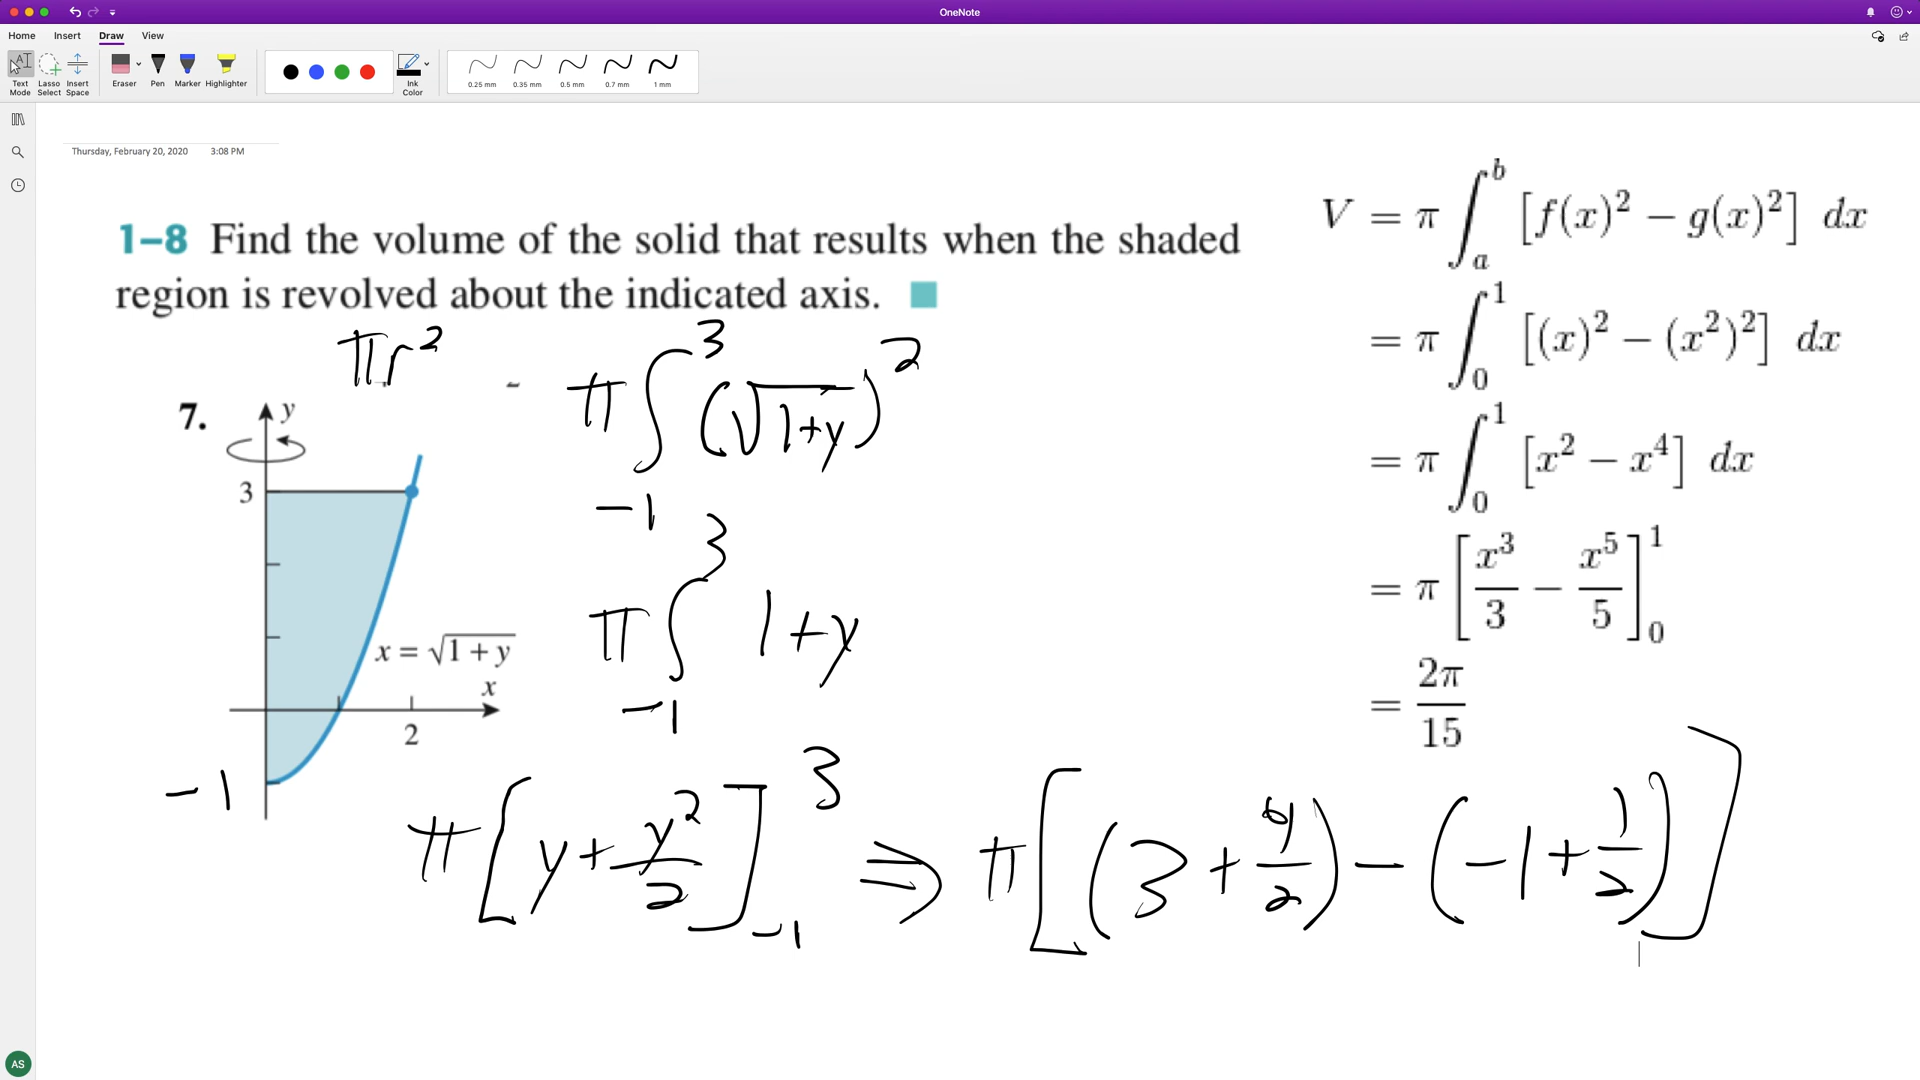 OneNote
Home Insert Draw View
Text Mode
Lasso Select
Insert Space
Eraser
Pen
Marker
Highlighter
Ink Color
0.25 mm
0.35 mm
0.5 mm
0.7 mm
1 mm
Thursday, February 20, 2020 3:08 PM
1–8 Find the volume of the solid that results when the shaded
region is revolved about the indicated axis.
πr²
π∫₋₁³ (√(1+y))²
π∫₋₁³ 1+y
7.
y
3
x = √(1 + y)
x
2
−1
π[y + y²/2]₋₁³ ⇒ π[(3 + 9/2) − (−1 + 1/2)]
V = π ∫ₐᵇ [f(x)² − g(x)²] dx
= π ∫₀¹ [(x)² − (x²)²] dx
= π ∫₀¹ [x² − x⁴] dx
= π [x³/3 − x⁵/5]₀¹
= 2π/15
AS